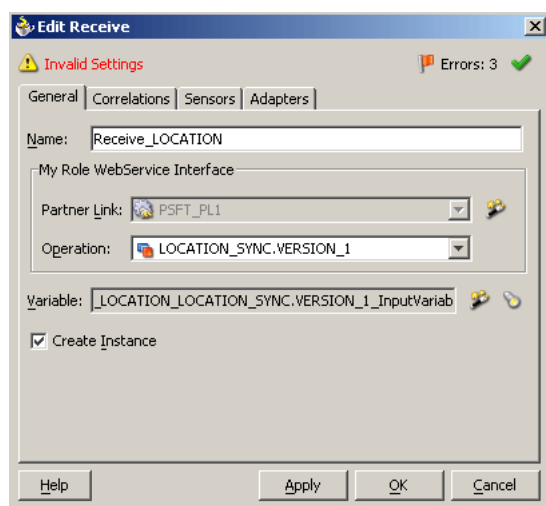 Edit Receive
Invalid Settings Errors: 3
General Correlations Sensors Adapters
Name: Receive_LOCATION
My Role WebService Interface
Partner Link: PSFT_PL1
Operation: LOCATION_SYNC.VERSION_1
Variable: _LOCATION_LOCATION_SYNC.VERSION_1_InputVariab
Create Instance
Help Apply OK Cancel